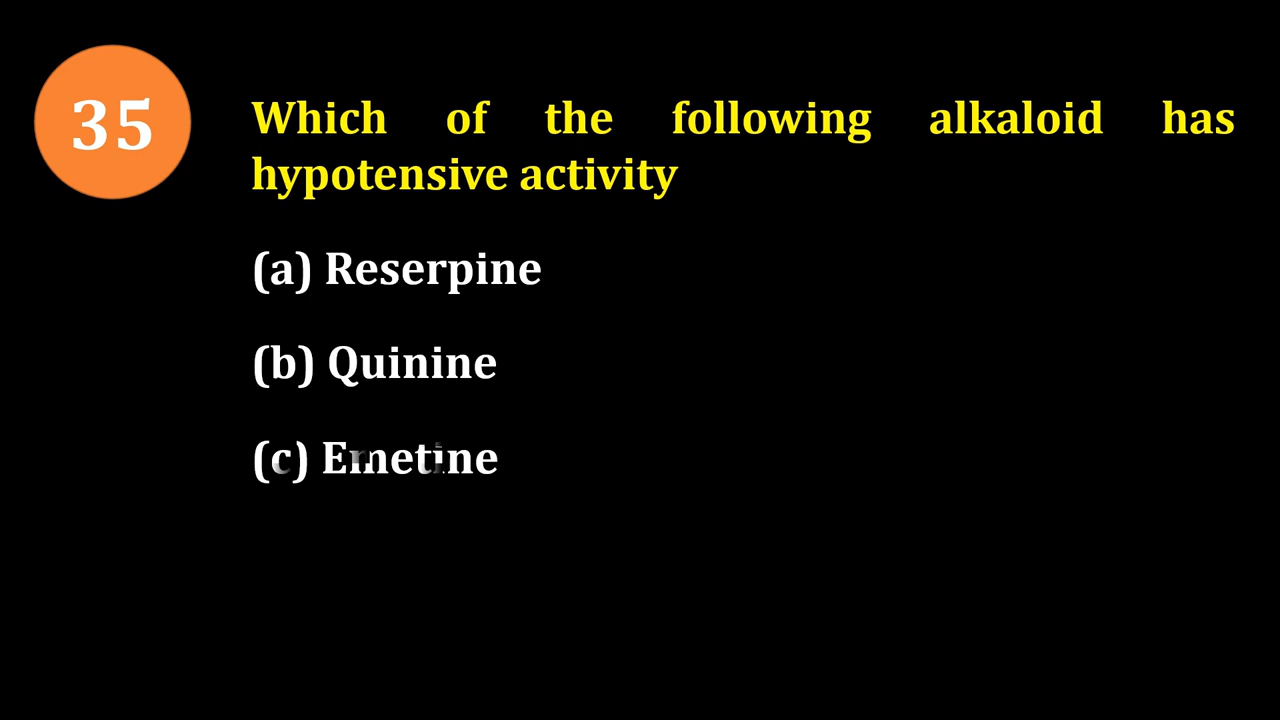 35
Which of the following alkaloid has
hypotensive activity
(a) Reserpine
(b) Quinine
(c) Emetine